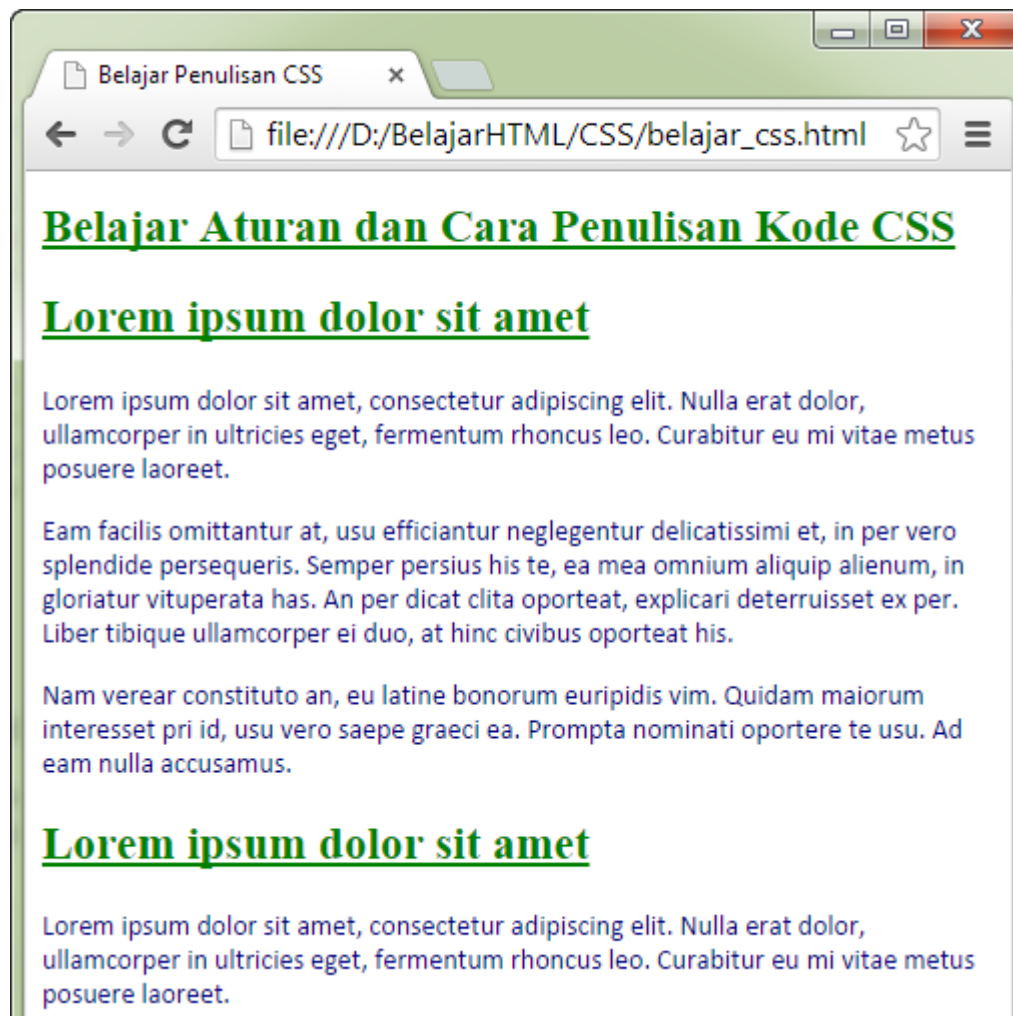 Belajar Penulisan CSS
file:///D:/BelajarHTML/CSS/belajar_css.html
Belajar Aturan dan Cara Penulisan Kode CSS
Lorem ipsum dolor sit amet
Lorem ipsum dolor sit amet, consectetur adipiscing elit. Nulla erat dolor,
ullamcorper in ultricies eget, fermentum rhoncus leo. Curabitur eu mi vitae metus
posuere laoreet.
Eam facilis omittantur at, usu efficiantur neglegentur delicatissimi et, in per vero
splendide persequeris. Semper persius his te, ea mea omnium aliquip alienum, in
gloriatur vituperata has. An per dicat clita oporteat, explicari deterruisset ex per.
Liber tibique ullamcorper ei duo, at hinc civibus oporteat his.
Nam verear constituto an, eu latine bonorum euripidis vim. Quidam maiorum
interesset pri id, usu vero saepe graeci ea. Prompta nominati oportere te usu. Ad
eam nulla accusamus.
Lorem ipsum dolor sit amet
Lorem ipsum dolor sit amet, consectetur adipiscing elit. Nulla erat dolor,
ullamcorper in ultricies eget, fermentum rhoncus leo. Curabitur eu mi vitae metus
posuere laoreet.